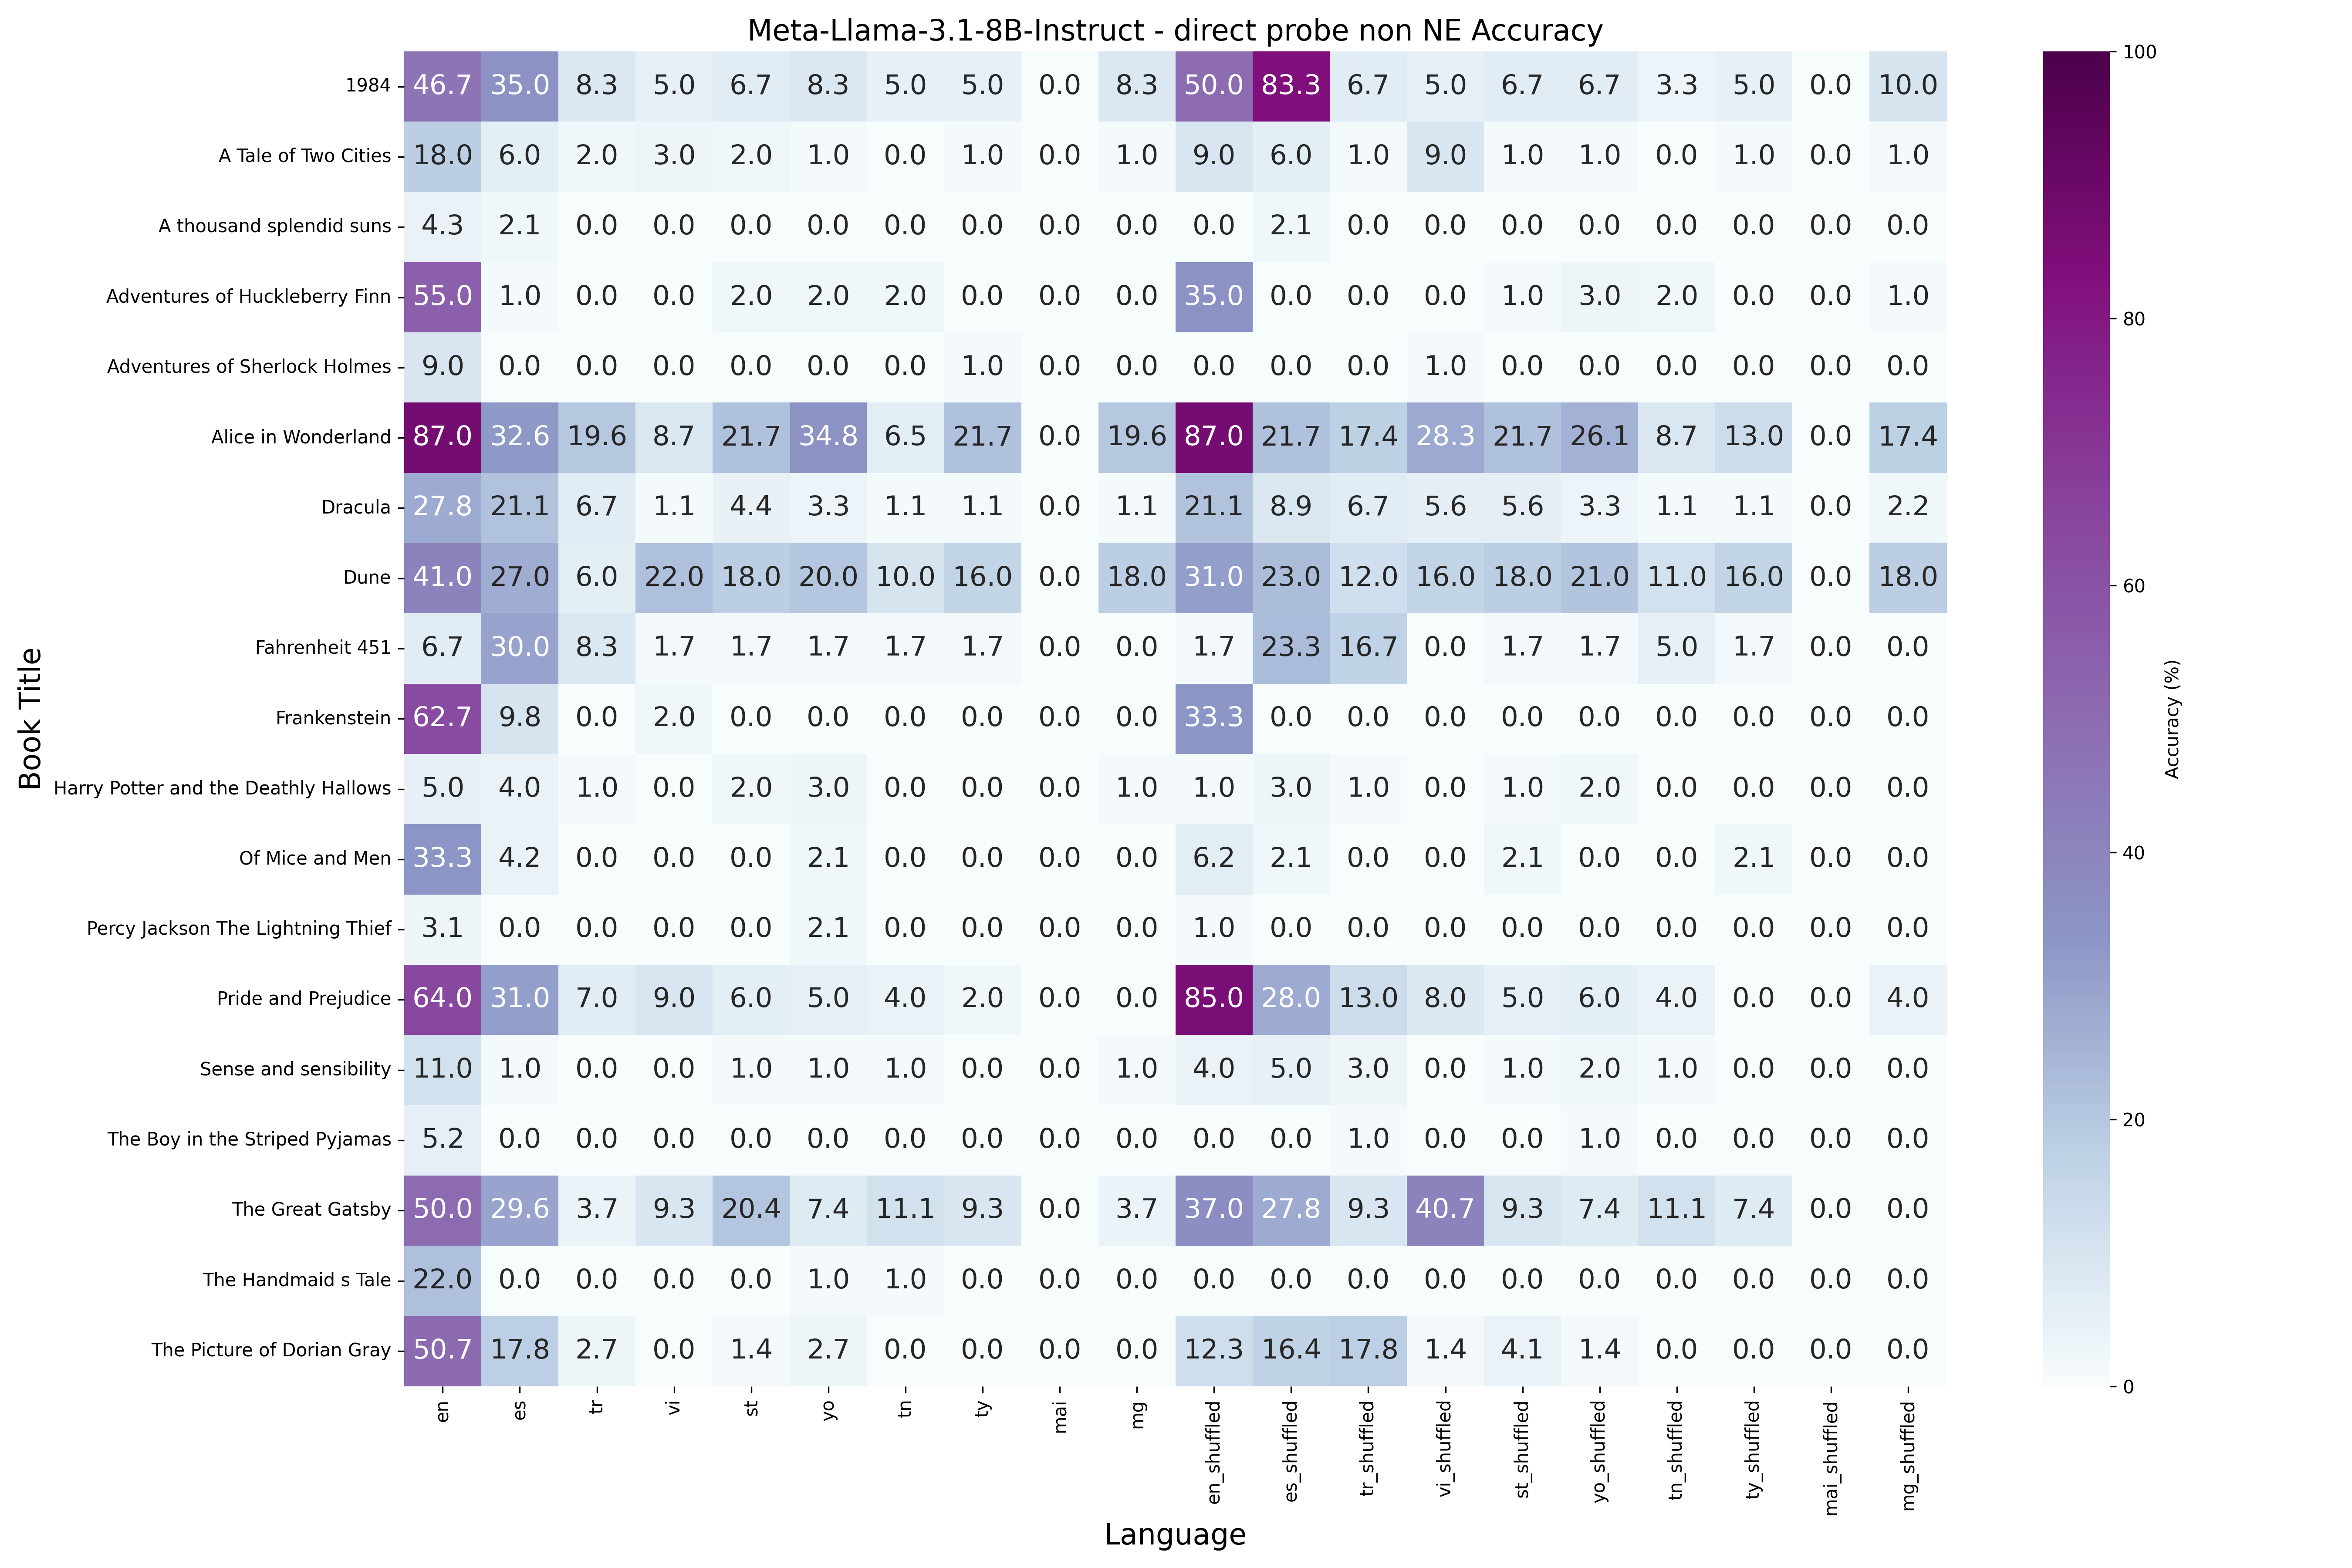 Meta-Llama-3.1-8B-Instruct - direct probe non NE Accuracy
1984 46.7 35.0 8.3 5.0 6.7 8.3 5.0 5.0 0.0 8.3 50.0 83.3 6.7 5.0 6.7 6.7 3.3 5.0 0.0 10.0
A Tale of Two Cities 18.0 6.0 2.0 3.0 2.0 1.0 0.0 1.0 0.0 1.0 9.0 6.0 1.0 9.0 1.0 1.0 0.0 1.0 0.0 1.0
A thousand splendid suns 4.3 2.1 0.0 0.0 0.0 0.0 0.0 0.0 0.0 0.0 0.0 2.1 0.0 0.0 0.0 0.0 0.0 0.0 0.0 0.0
Adventures of Huckleberry Finn 55.0 1.0 0.0 0.0 2.0 2.0 2.0 0.0 0.0 0.0 35.0 0.0 0.0 0.0 1.0 3.0 2.0 0.0 0.0 1.0
Adventures of Sherlock Holmes 9.0 0.0 0.0 0.0 0.0 0.0 0.0 1.0 0.0 0.0 0.0 0.0 0.0 1.0 0.0 0.0 0.0 0.0 0.0 0.0
Alice in Wonderland 87.0 32.6 19.6 8.7 21.7 34.8 6.5 21.7 0.0 19.6 87.0 21.7 17.4 28.3 21.7 26.1 8.7 13.0 0.0 17.4
Dracula 27.8 21.1 6.7 1.1 4.4 3.3 1.1 1.1 0.0 1.1 21.1 8.9 6.7 5.6 5.6 3.3 1.1 1.1 0.0 2.2
Dune 41.0 27.0 6.0 22.0 18.0 20.0 10.0 16.0 0.0 18.0 31.0 23.0 12.0 16.0 18.0 21.0 11.0 16.0 0.0 18.0
Fahrenheit 451 6.7 30.0 8.3 1.7 1.7 1.7 1.7 1.7 0.0 0.0 1.7 23.3 16.7 0.0 1.7 1.7 5.0 1.7 0.0 0.0
Frankenstein 62.7 9.8 0.0 2.0 0.0 0.0 0.0 0.0 0.0 0.0 33.3 0.0 0.0 0.0 0.0 0.0 0.0 0.0 0.0 0.0
Harry Potter and the Deathly Hallows 5.0 4.0 1.0 0.0 2.0 3.0 0.0 0.0 0.0 1.0 1.0 3.0 1.0 0.0 1.0 2.0 0.0 0.0 0.0 0.0
Of Mice and Men 33.3 4.2 0.0 0.0 0.0 2.1 0.0 0.0 0.0 0.0 6.2 2.1 0.0 0.0 2.1 0.0 0.0 2.1 0.0 0.0
Percy Jackson The Lightning Thief 3.1 0.0 0.0 0.0 0.0 2.1 0.0 0.0 0.0 0.0 1.0 0.0 0.0 0.0 0.0 0.0 0.0 0.0 0.0 0.0
Pride and Prejudice 64.0 31.0 7.0 9.0 6.0 5.0 4.0 2.0 0.0 0.0 85.0 28.0 13.0 8.0 5.0 6.0 4.0 0.0 0.0 4.0
Sense and sensibility 11.0 1.0 0.0 0.0 1.0 1.0 1.0 0.0 0.0 1.0 4.0 5.0 3.0 0.0 1.0 2.0 1.0 0.0 0.0 0.0
The Boy in the Striped Pyjamas 5.2 0.0 0.0 0.0 0.0 0.0 0.0 0.0 0.0 0.0 0.0 0.0 1.0 0.0 0.0 1.0 0.0 0.0 0.0 0.0
The Great Gatsby 50.0 29.6 3.7 9.3 20.4 7.4 11.1 9.3 0.0 3.7 37.0 27.8 9.3 40.7 9.3 7.4 11.1 7.4 0.0 0.0
The Handmaid s Tale 22.0 0.0 0.0 0.0 0.0 1.0 1.0 0.0 0.0 0.0 0.0 0.0 0.0 0.0 0.0 0.0 0.0 0.0 0.0 0.0
The Picture of Dorian Gray 50.7 17.8 2.7 0.0 1.4 2.7 0.0 0.0 0.0 0.0 12.3 16.4 17.8 1.4 4.1 1.4 0.0 0.0 0.0 0.0
en es tr vi st yo tn ty mai mg en_shuffled es_shuffled tr_shuffled vi_shuffled st_shuffled yo_shuffled tn_shuffled ty_shuffled mai_shuffled mg_shuffled
Language
Book Title
100
80
60
40
20
0
Accuracy (%)